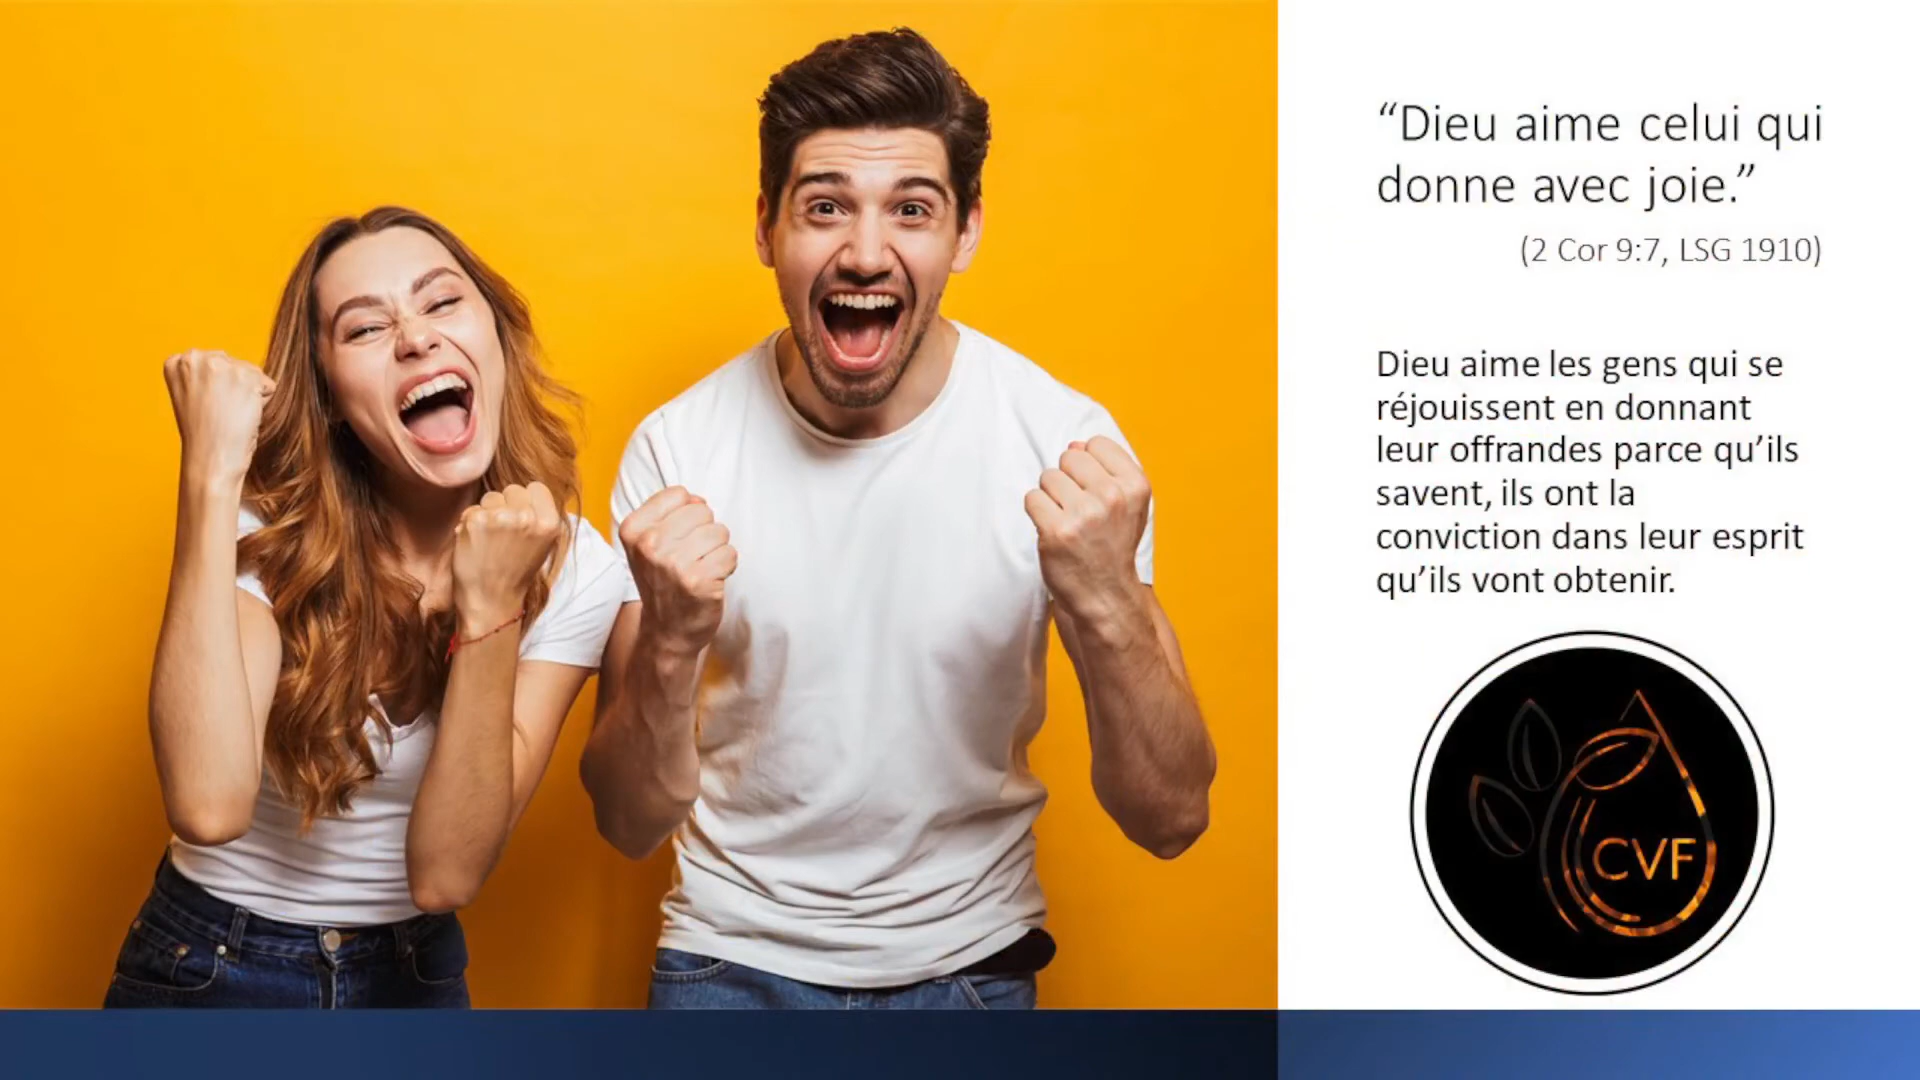 “Dieu aime celui qui
donne avec joie.”
(2 Cor 9:7, LSG 1910)
Dieu aime les gens qui se
réjouissent en donnant
leur offrandes parce qu’ils
savent, ils ont la
conviction dans leur esprit
qu’ils vont obtenir.
CVF